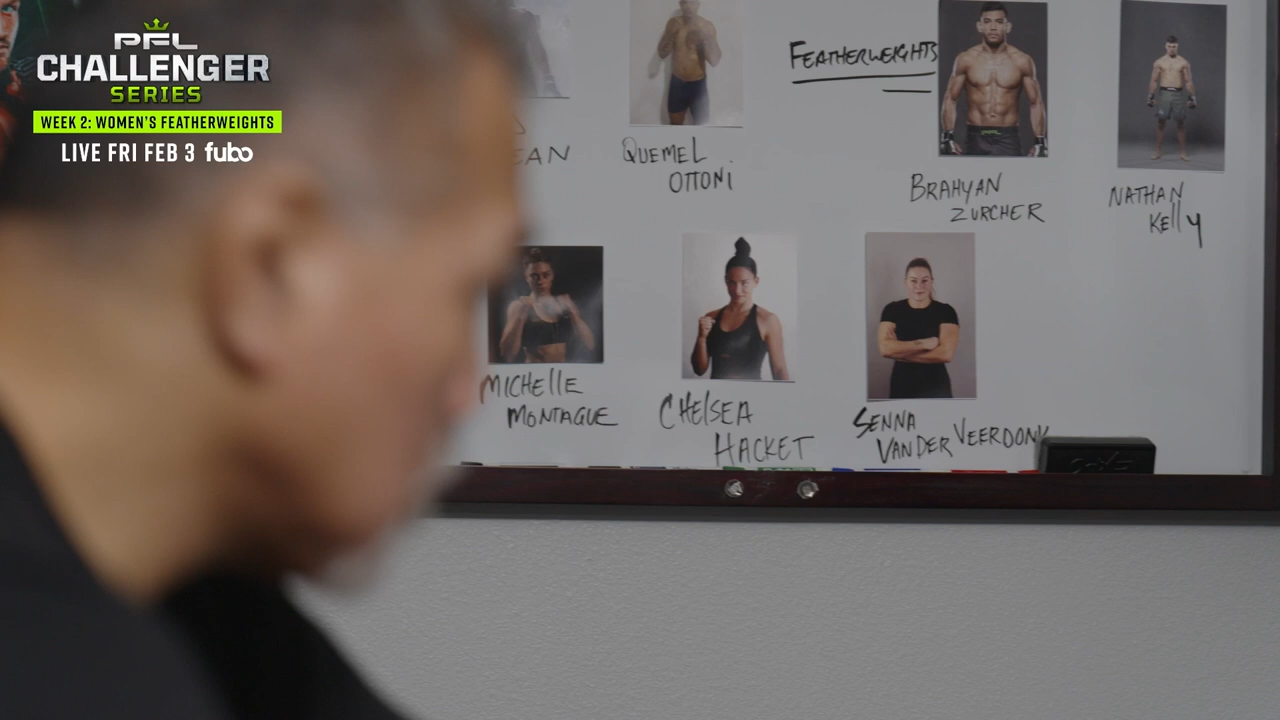 PFL
CHALLENGER
SERIES
WEEK 2: WOMEN'S FEATHERWEIGHTS
LIVE FRI FEB 3 fubo
FEATHERWEIGHTS
QUEMEL
OTTONI
BRAHYAN
ZURCHER
NATHAN
KELLY
MICHELLE
MONTAGUE
CHELSEA
HACKET
SENNA
VANDER VEERDONK